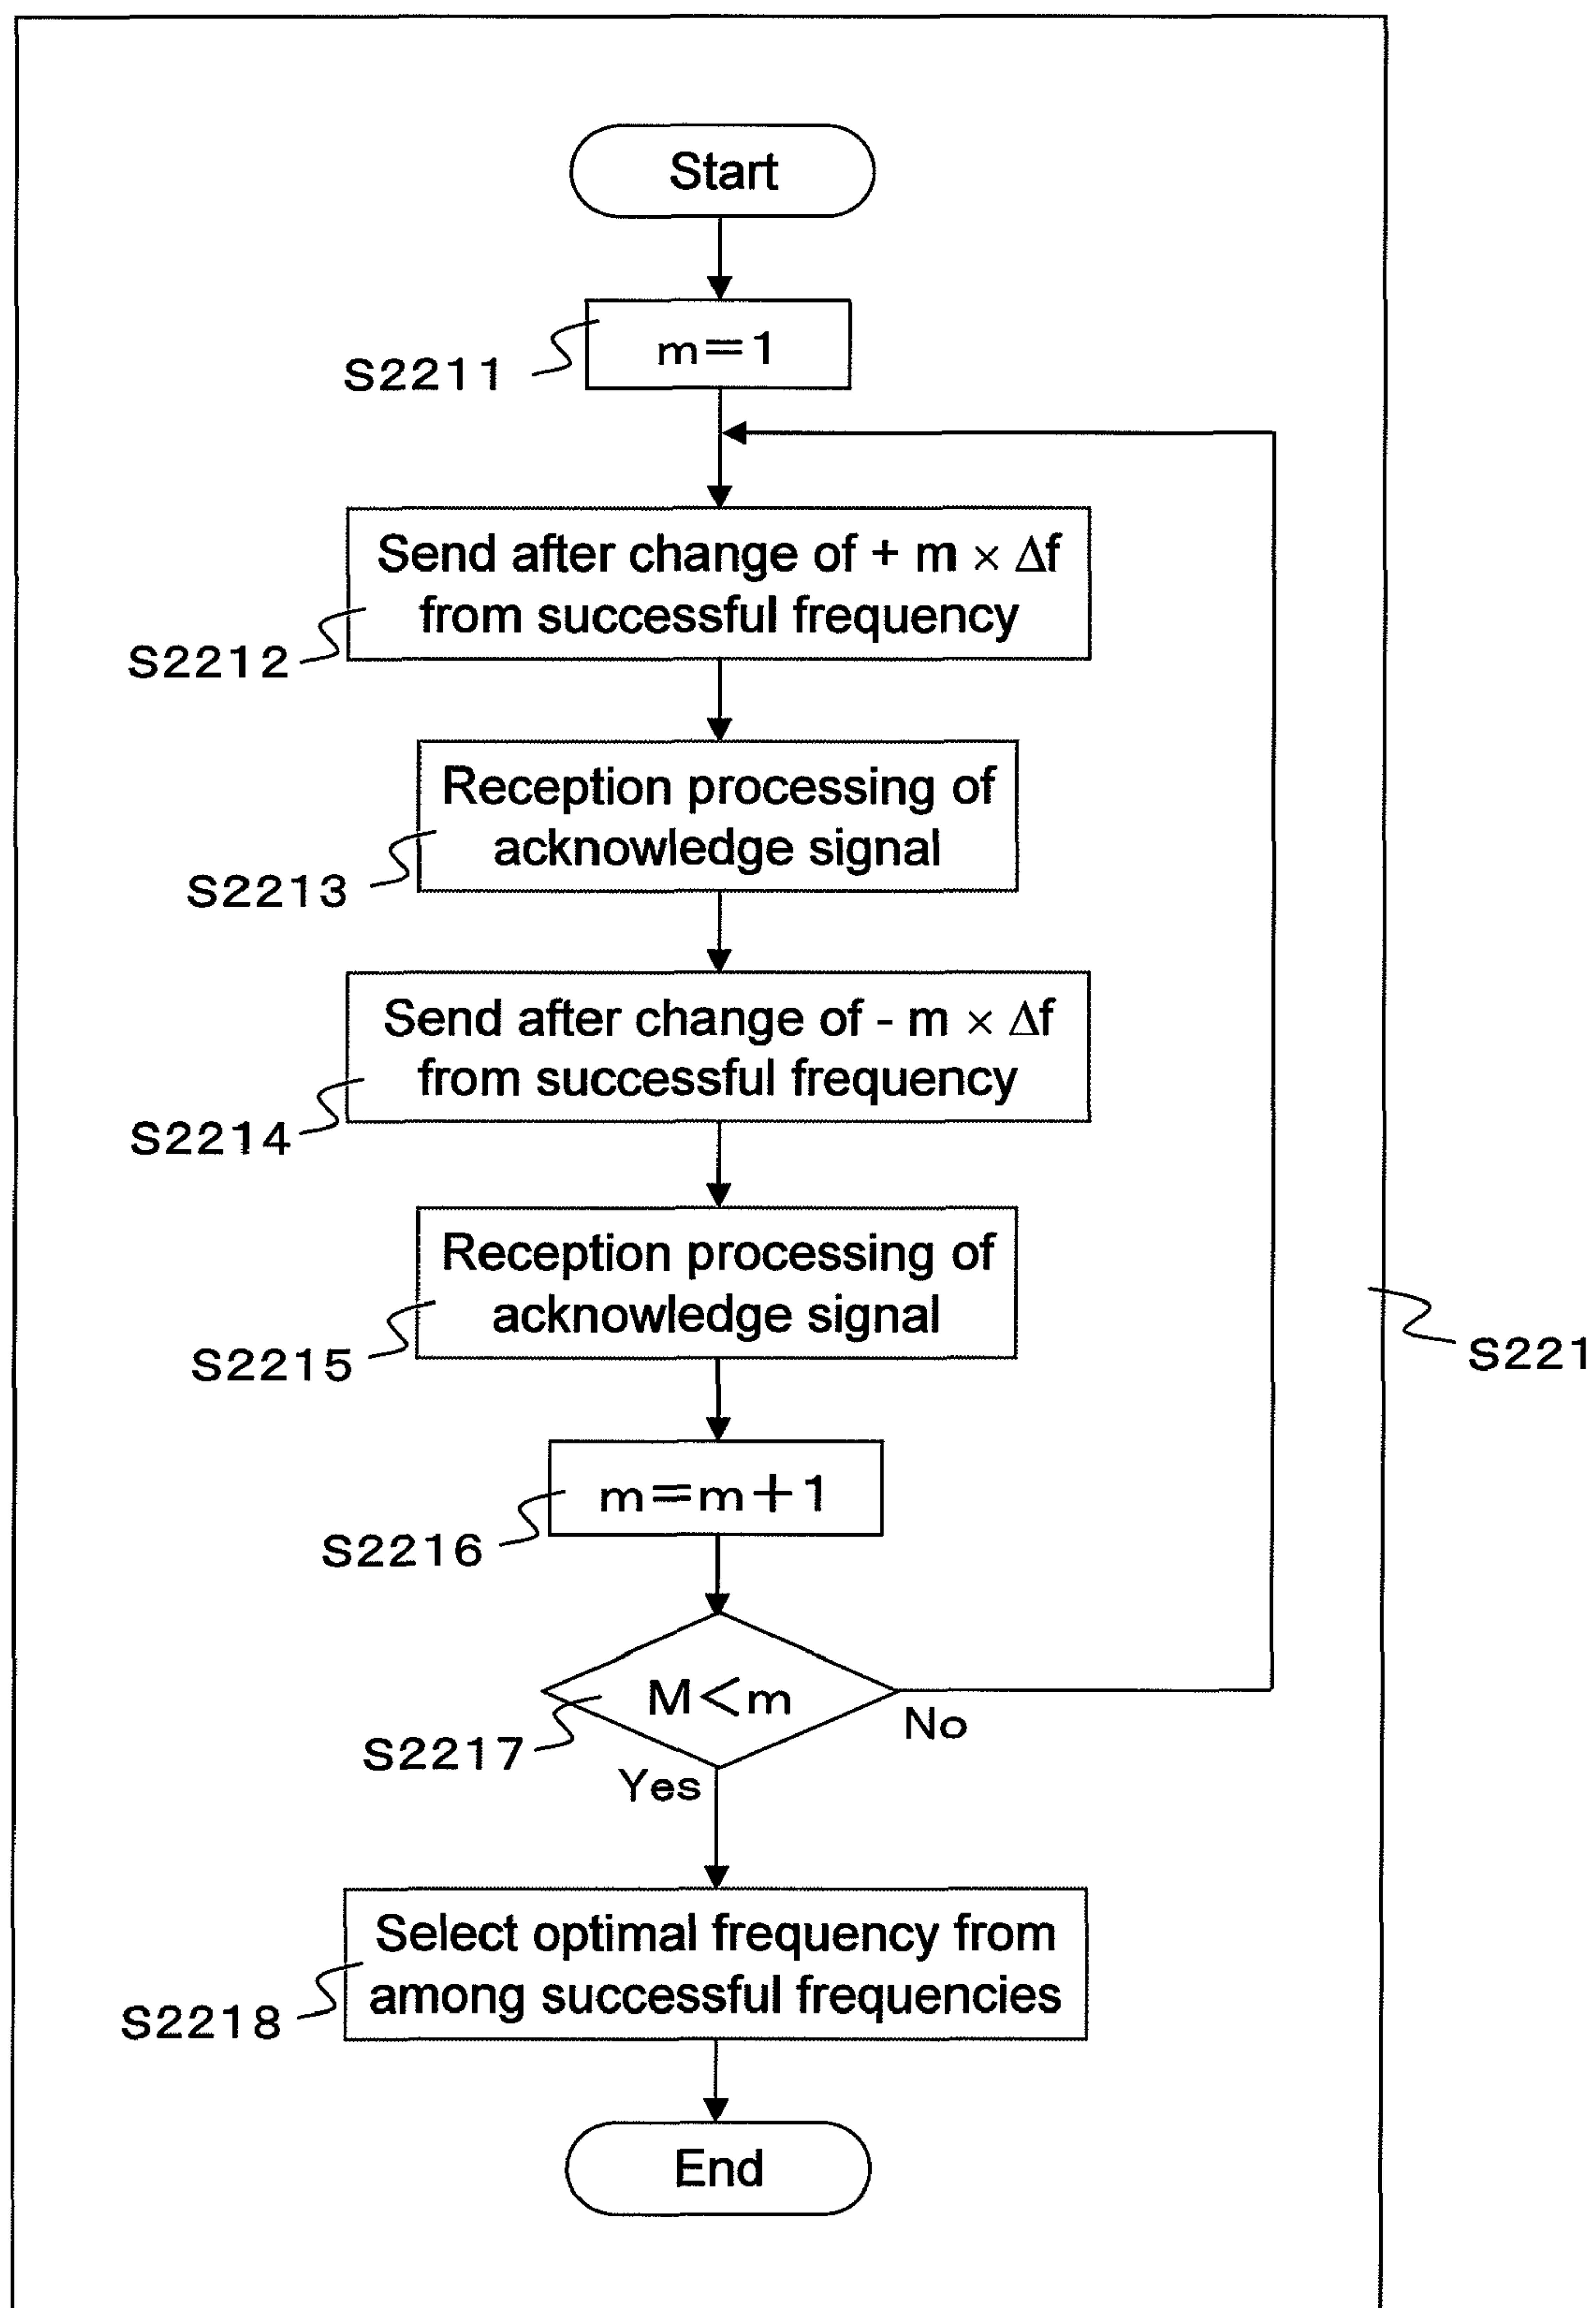 Start
m=1
S2211
Send after change of + m × Δf
from successful frequency
S2212
Reception processing of
acknowledge signal
S2213
Send after change of - m × Δf
from successful frequency
S2214
Reception processing of
acknowledge signal
S2215
S221
m=m+1
S2216
M<m
No
S2217
Yes
Select optimal frequency from
among successful frequencies
S2218
End